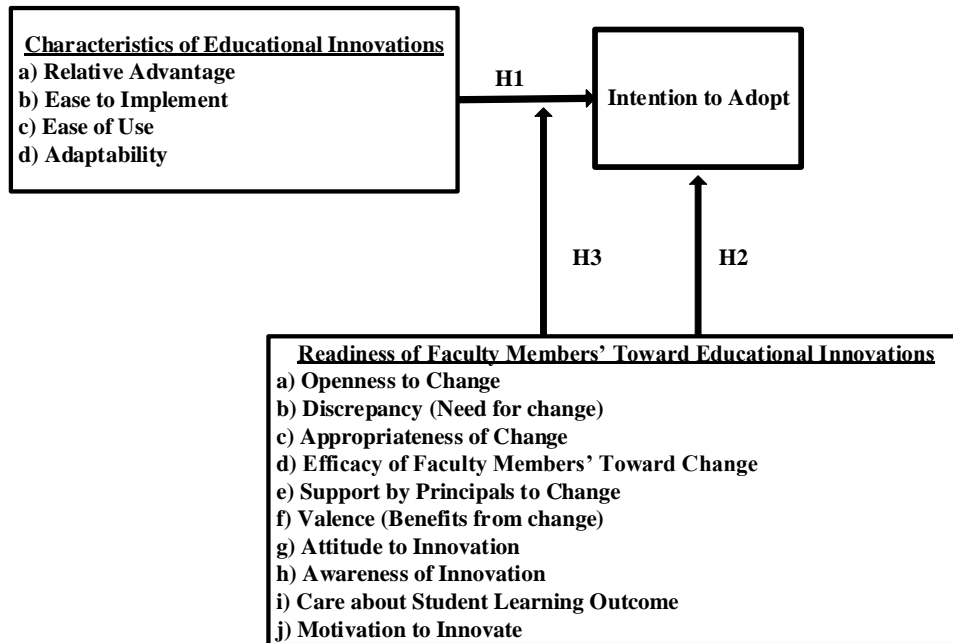 Characteristics of Educational Innovations
a) Relative Advantage
b) Ease to Implement
c) Ease of Use
d) Adaptability
H1
Intention to Adopt
H3
H2
Readiness of Faculty Members’ Toward Educational Innovations
a) Openness to Change
b) Discrepancy (Need for change)
c) Appropriateness of Change
d) Efficacy of Faculty Members’ Toward Change
e) Support by Principals to Change
f) Valence (Benefits from change)
g) Attitude to Innovation
h) Awareness of Innovation
i) Care about Student Learning Outcome
j) Motivation to Innovate